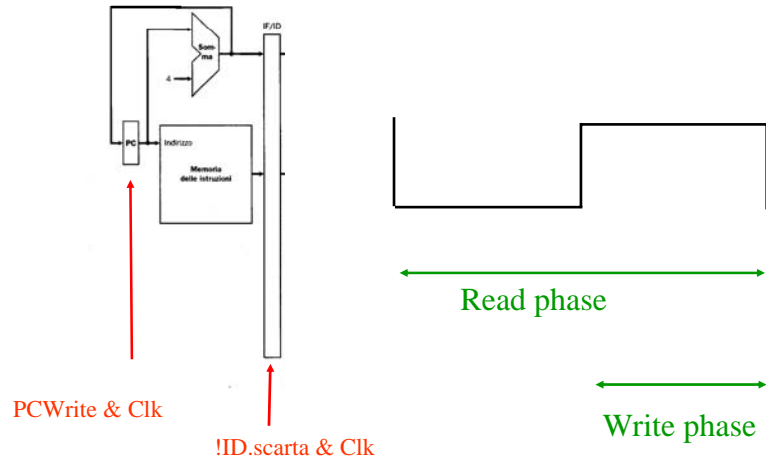 IF/ID
Som-
ma
4
PC
Indirizzo
Memoria
delle istruzioni
Read phase
PCWrite & Clk
Write phase
!ID.scarta & Clk